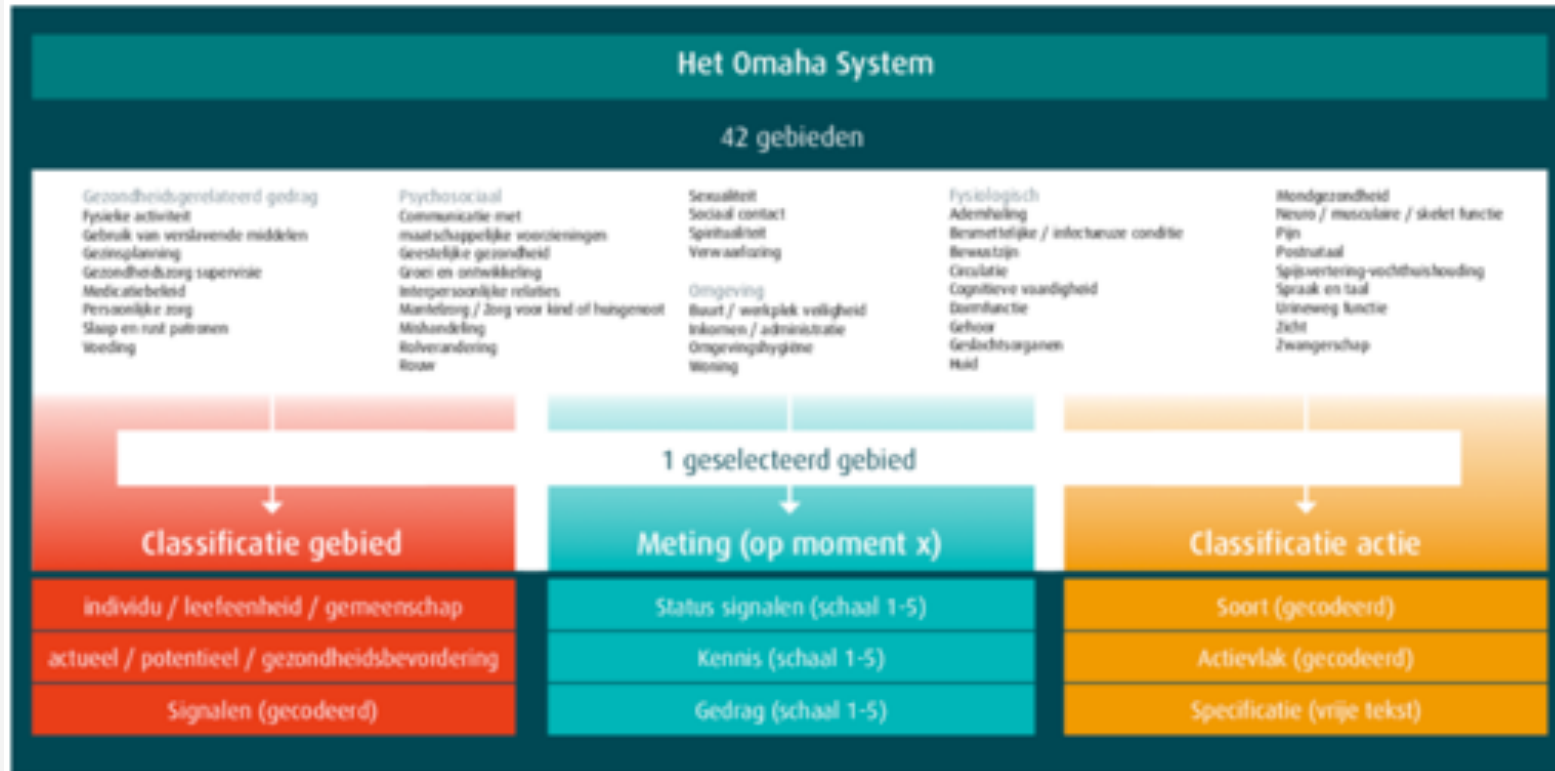 Het Omaha System
42 gebieden
Gezondheidsgerelateerd gedrag
Fysieke activiteit
Gebruik van verslavende middelen
Gezinsplanning
Gezondheidszorg supervisie
Medicatiebeleid
Persoonlijke zorg
Slaap en rust patronen
Voeding
Psychosociaal
Communicatie met
maatschappelijke voorzieningen
Geestelijke gezondheid
Groei en ontwikkeling
Interpersoonlijke relaties
Mantelzorg / Zorg voor kind of huisgenoot
Mishandeling
Rolverandering
Rouw
Sexualiteit
Sociaal contact
Spiritualiteit
Verwaarlozing
Omgeving
Buurt / werkplek veiligheid
Inkomen / administratie
Omgevingshygiëne
Woning
Fysiologisch
Ademhaling
Besmettelijke / infectueuze conditie
Bewustzijn
Circulatie
Cognitieve vaardigheid
Darmfunctie
Gehoor
Geslachtsorganen
Huid
Mondgezondheid
Neuro / musculaire / skelet functie
Pijn
Postnataal
Spijsvertering-vochthuishouding
Spraak en taal
Urineweg functie
Zicht
Zwangerschap
1 geselecteerd gebied
Classificatie gebied
individu / leefeenheid / gemeenschap
actueel / potentieel / gezondheidsbevordering
Signalen (gecodeerd)
Meting (op moment x)
Status signalen (schaal 1-5)
Kennis (schaal 1-5)
Gedrag (schaal 1-5)
Classificatie actie
Soort (gecodeerd)
Actievlak (gecodeerd)
Specificatie (vrije tekst)